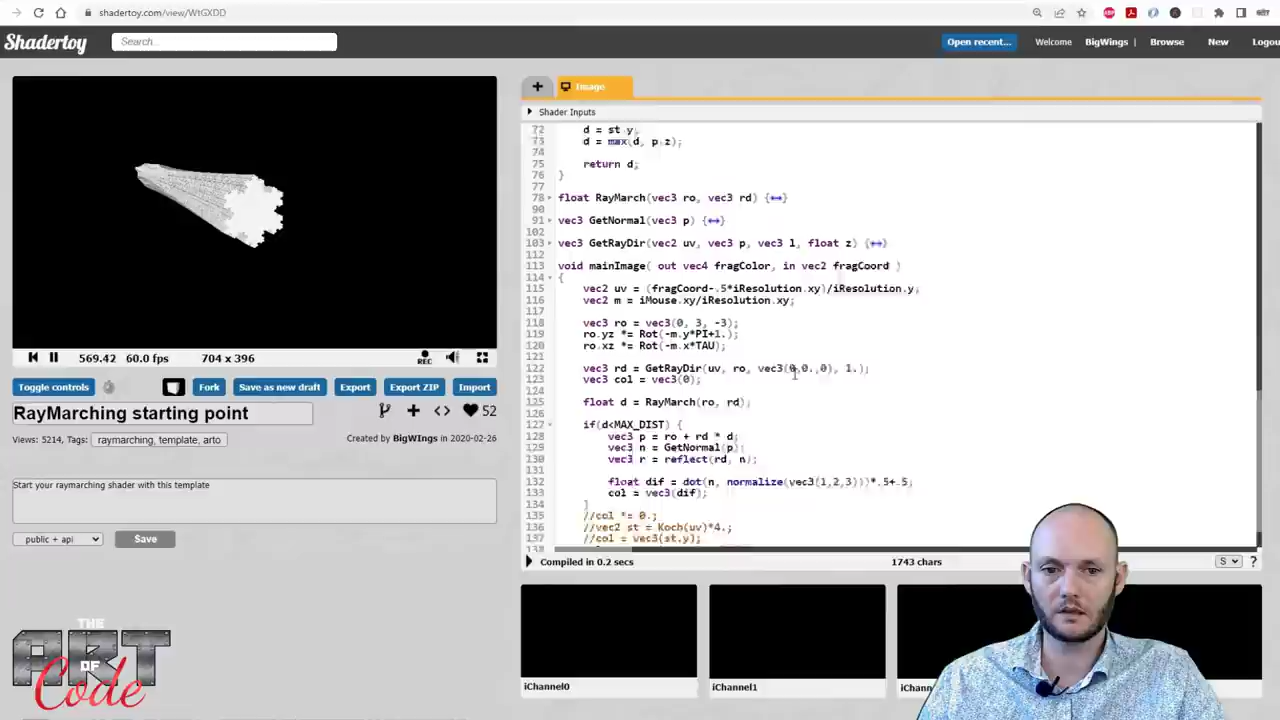 shadertoy.com/view/WtGXDD
Shadertoy
Search...
Open recent...
Welcome
BigWings |
Browse
New
Logou
+
Image
Shader Inputs
72 d = st.y;
73 d = max(d, p.z);
74
75 return d;
76 }
77
78 float RayMarch(vec3 ro, vec3 rd) {↔}
90
91 vec3 GetNormal(vec3 p) {↔}
102
103 vec3 GetRayDir(vec2 uv, vec3 p, vec3 l, float z) {↔}
112
113 void mainImage( out vec4 fragColor, in vec2 fragCoord )
114 {
115 vec2 uv = (fragCoord-.5*iResolution.xy)/iResolution.y;
116 vec2 m = iMouse.xy/iResolution.xy;
117
118 vec3 ro = vec3(0, 3, -3);
119 ro.yz *= Rot(-m.y*PI+1.);
120 ro.xz *= Rot(-m.x*TAU);
121
122 vec3 rd = GetRayDir(uv, ro, vec3(0,0.,0), 1.);
123 vec3 col = vec3(0);
124
125 float d = RayMarch(ro, rd);
126
127 if(d<MAX_DIST) {
128 vec3 p = ro + rd * d;
129 vec3 n = GetNormal(p);
130 vec3 r = reflect(rd, n);
131
132 float dif = dot(n, normalize(vec3(1,2,3)))*.5+.5;
133 col = vec3(dif);
134 }
135 //col *= 0.;
136 //vec2 st = Koch(uv)*4.;
137 //col = vec3(st.y);
138
569.42 60.0 fps 704 x 396
REC
Toggle controls
Fork
Save as new draft
Export
Export ZIP
Import
RayMarching starting point
52
Views: 5214, Tags: raymarching, template, arto
Created by BigWIngs in 2020-02-26
Start your raymarching shader with this template
public + api
Save
Compiled in 0.2 secs
1743 chars
S
?
iChannel0
iChannel1
iChann
THE
ART
OF
Code